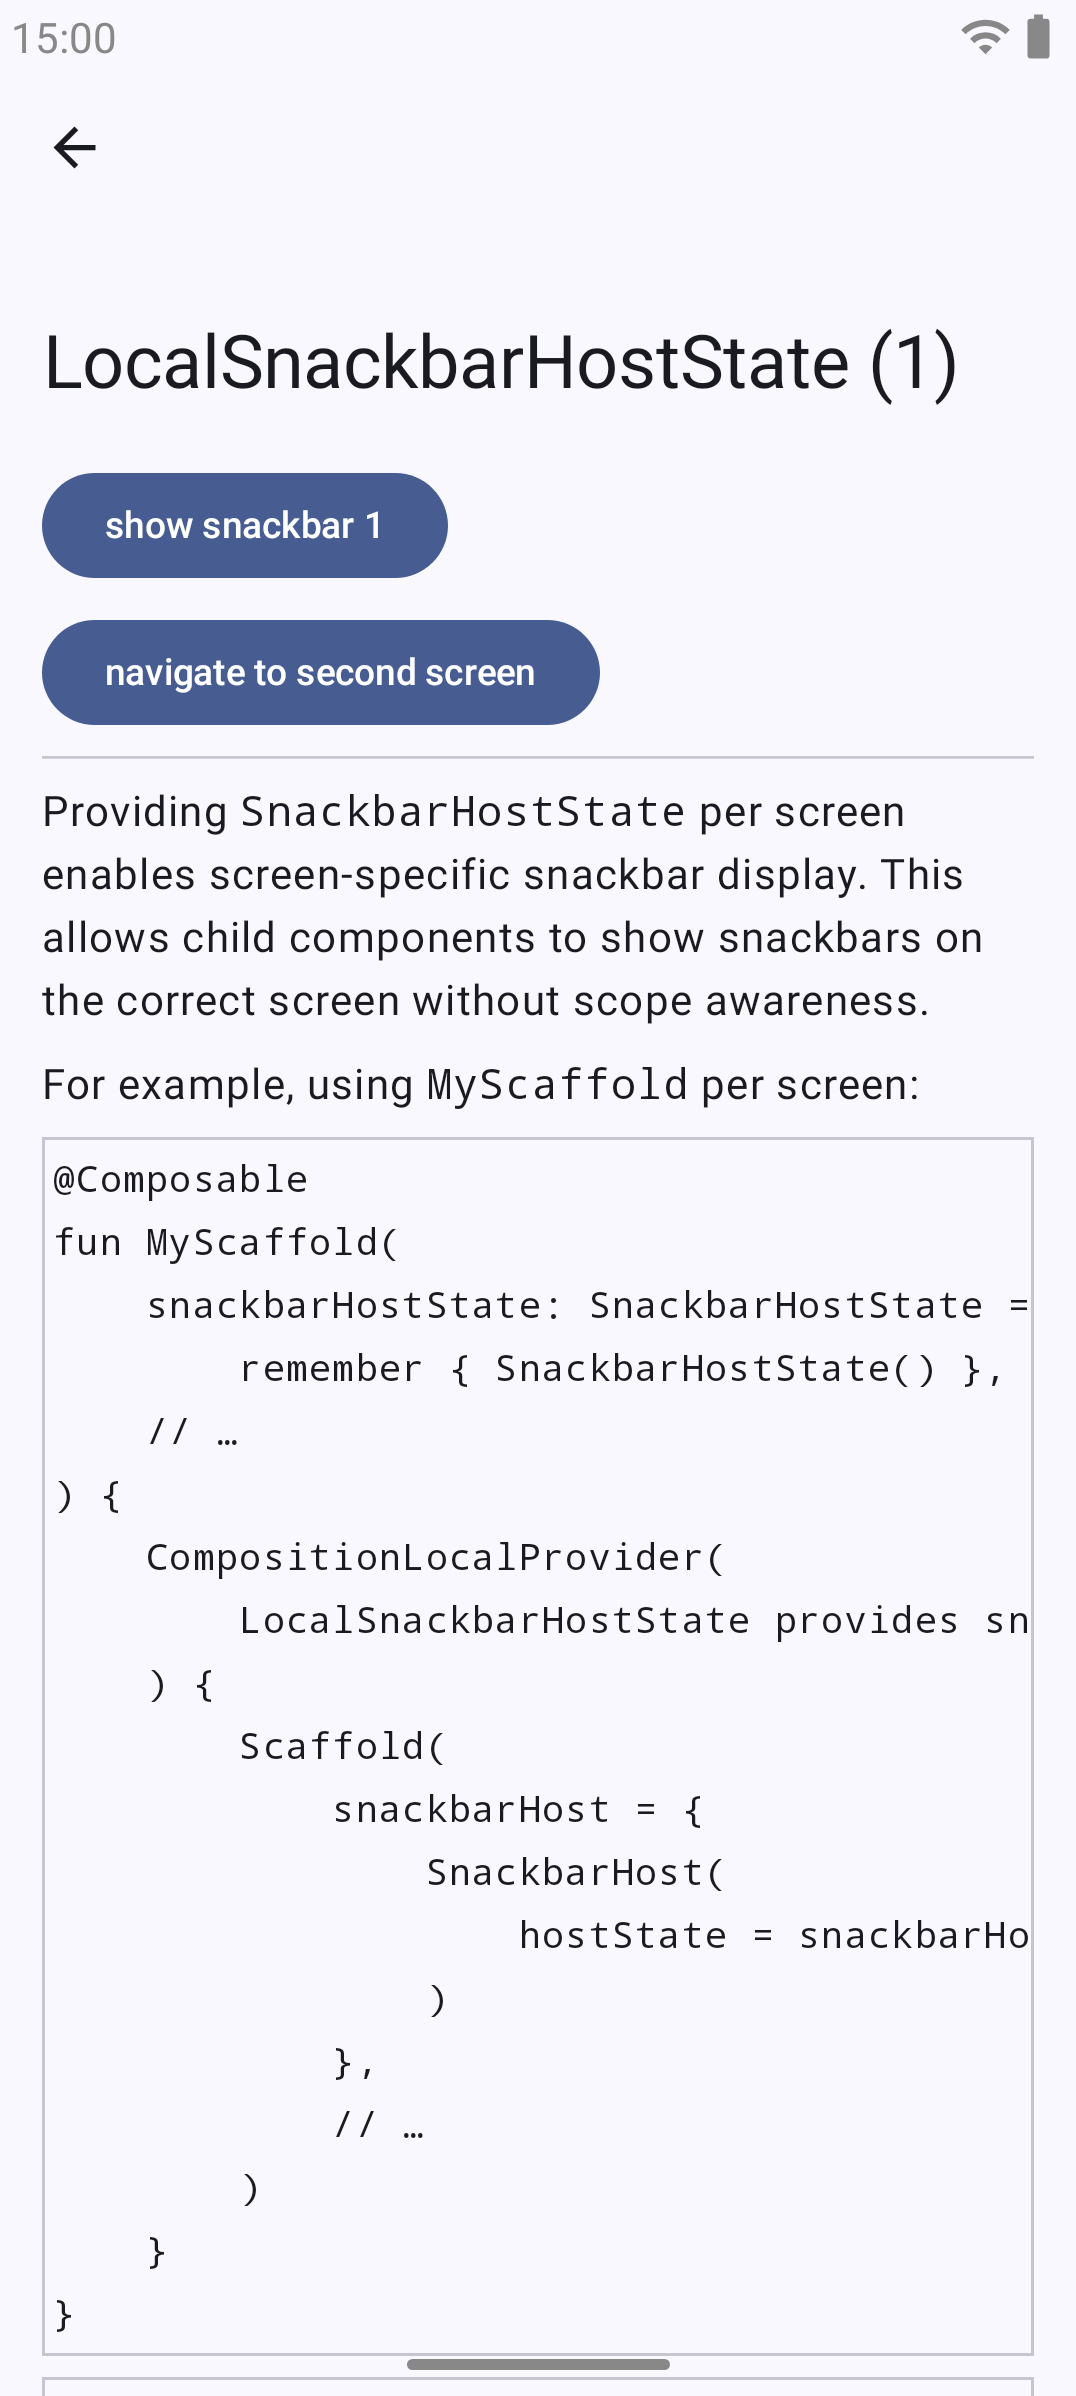 15:00
LocalSnackbarHostState (1)
show snackbar 1
navigate to second screen
Providing SnackbarHostState per screen
enables screen-specific snackbar display. This
allows child components to show snackbars on
the correct screen without scope awareness.
For example, using MyScaffold per screen:
@Composable
fun MyScaffold(
    snackbarHostState: SnackbarHostState =
        remember { SnackbarHostState() },
    // …
) {
    CompositionLocalProvider(
        LocalSnackbarHostState provides sn
    ) {
        Scaffold(
            snackbarHost = {
                SnackbarHost(
                    hostState = snackbarHo
                )
            },
            // …
        )
    }
}